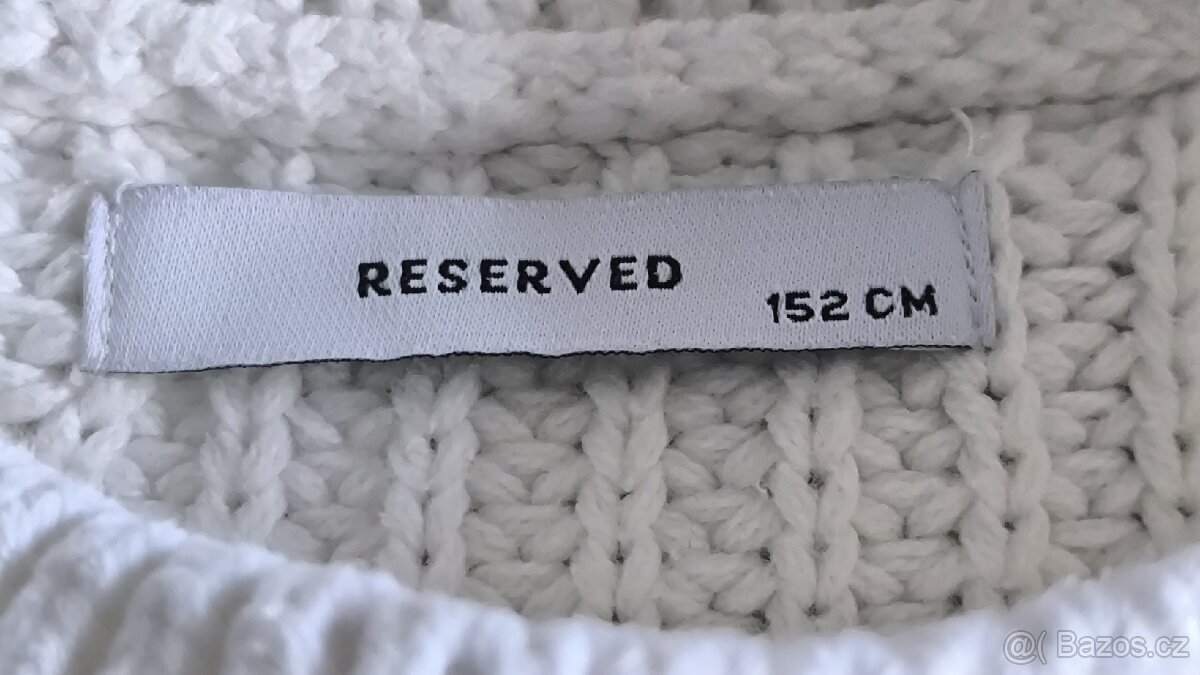 RESERVED
152 CM
@( Bazos.cz